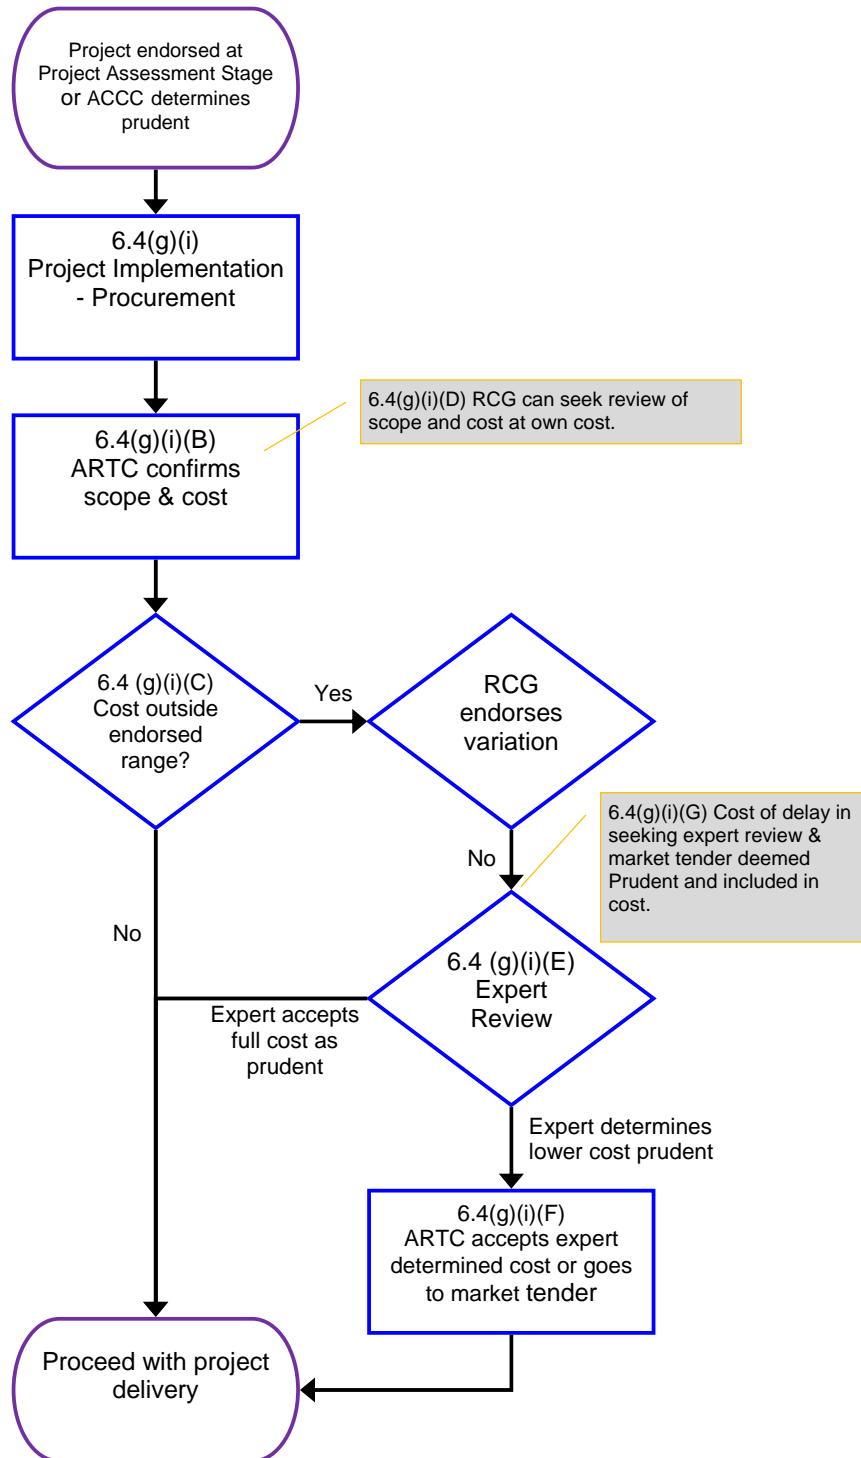 Project endorsed at
Project Assessment Stage
or ACCC determines
prudent
6.4(g)(i)
Project Implementation
- Procurement
6.4(g)(i)(D) RCG can seek review of
scope and cost at own cost.
6.4(g)(i)(B)
ARTC confirms
scope & cost
6.4 (g)(i)(C)
Cost outside
endorsed
range?
Yes
RCG
endorses
variation
6.4(g)(i)(G) Cost of delay in
seeking expert review &
market tender deemed
Prudent and included in
cost.
No
No
6.4 (g)(i)(E)
Expert
Review
Expert accepts
full cost as
prudent
Expert determines
lower cost prudent
6.4(g)(i)(F)
ARTC accepts expert
determined cost or goes
to market tender
Proceed with project
delivery